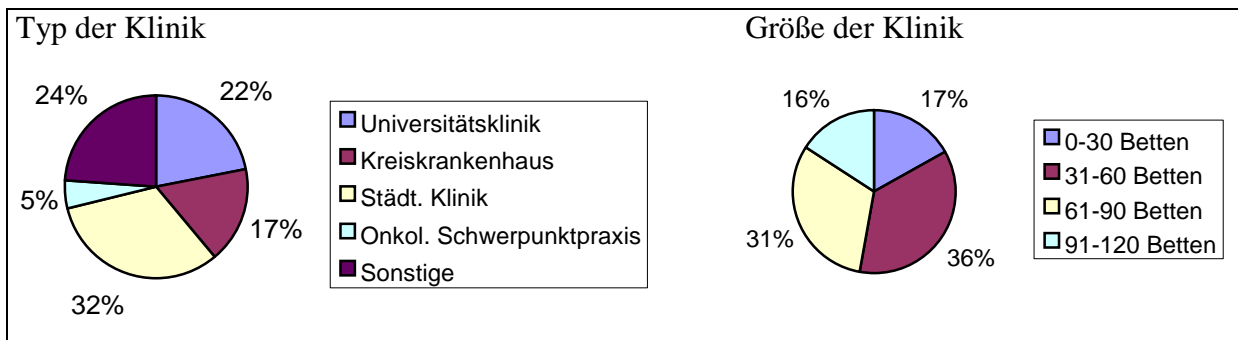 Typ der Klinik
24%
22%
5%
17%
32%
Universitätsklinik
Kreiskrankenhaus
Städt. Klinik
Onkol. Schwerpunktpraxis
Sonstige
Größe der Klinik
16%
17%
31%
36%
0-30 Betten
31-60 Betten
61-90 Betten
91-120 Betten